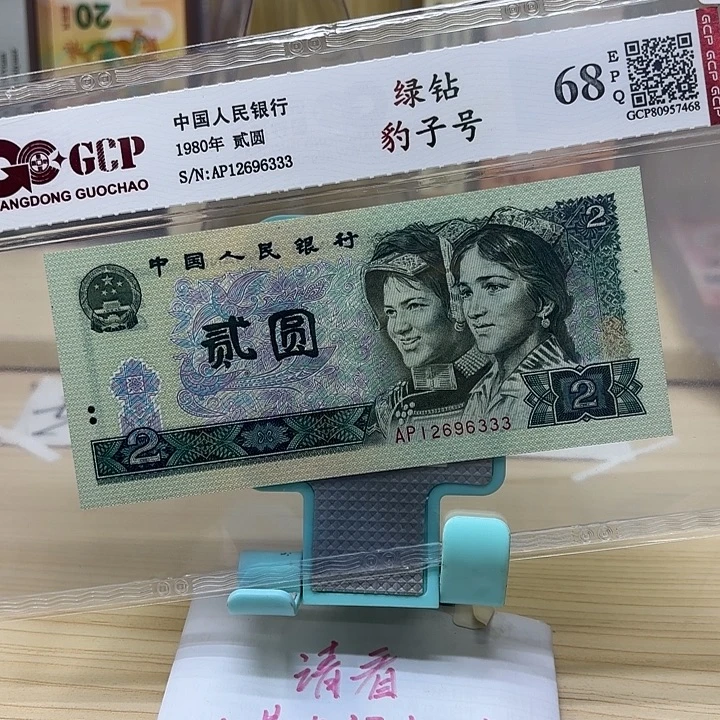 20
GCP
ANGDONG GUOCHAO
中国人民银行
1980年 贰圆
S/N:AP12696333
绿钻
豹子号
68
EPQ
GCP80957468
GCP GCP GCP
中国人民银行
贰圆
2
2
2
AP12696333
请看